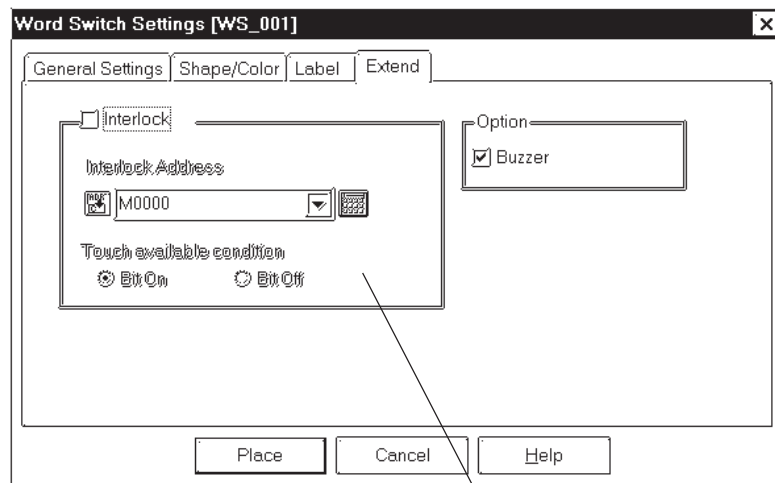 Word Switch Settings [WS_001]
General Settings Shape/Color Label Extend
Interlock
Interlock Address
M0000
Touch available condition
Bit On Bit Off
Option
Buzzer
Place Cancel Help